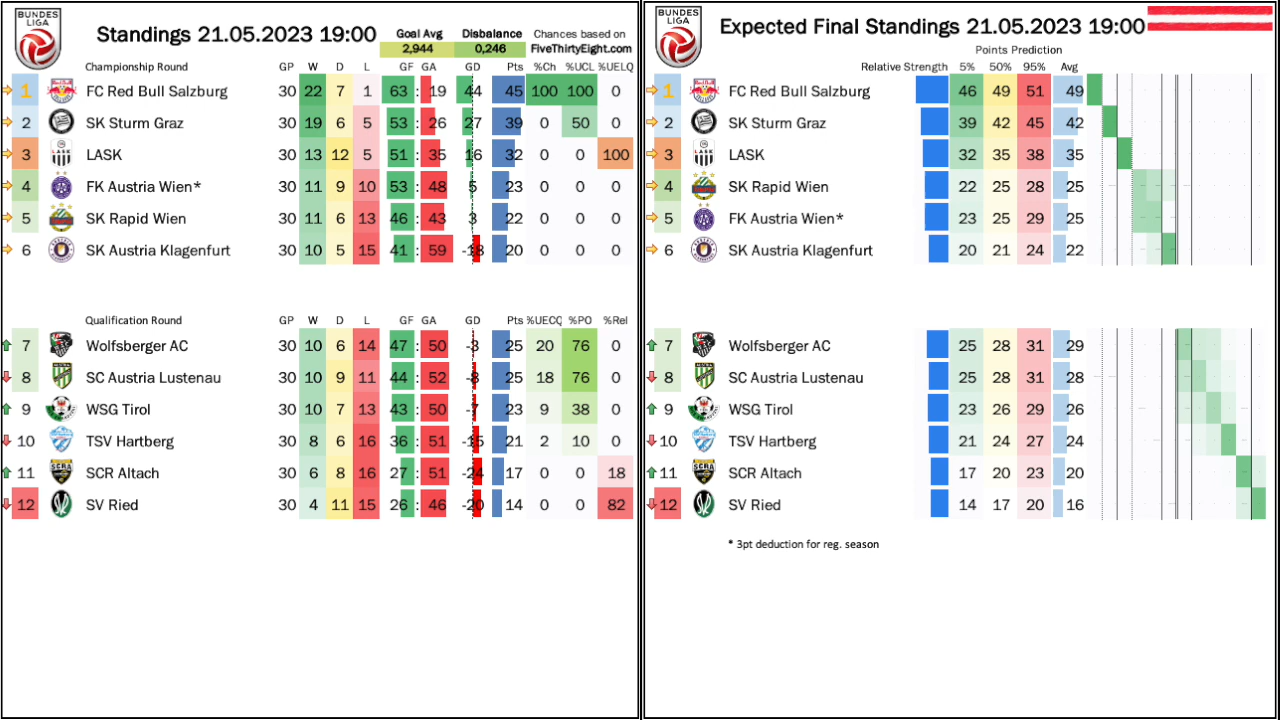 BUNDES LIGA
Standings 21.05.2023 19:00
Goal Avg Disbalance Chances based on
2,944 0,246 FiveThirtyEight.com
Championship Round GP W D L GF GA GD Pts %Ch %UCL %UELQ
1 FC Red Bull Salzburg 30 22 7 1 63 : 19 44 45 100 100 0
2 SK Sturm Graz 30 19 6 5 53 : 26 27 39 0 50 0
3 LASK 30 13 12 5 51 : 35 16 32 0 0 100
4 FK Austria Wien* 30 11 9 10 53 : 48 5 23 0 0 0
5 SK Rapid Wien 30 11 6 13 46 : 43 3 22 0 0 0
6 SK Austria Klagenfurt 30 10 5 15 41 : 59 -18 20 0 0 0
Qualification Round GP W D L GF GA GD Pts %UECQ %PO %Rel
7 Wolfsberger AC 30 10 6 14 47 : 50 -3 25 20 76 0
8 SC Austria Lustenau 30 10 9 11 44 : 52 -8 25 18 76 0
9 WSG Tirol 30 10 7 13 43 : 50 -7 23 9 38 0
10 TSV Hartberg 30 8 6 16 36 : 51 -15 21 2 10 0
11 SCR Altach 30 6 8 16 27 : 51 -24 17 0 0 18
12 SV Ried 30 4 11 15 26 : 46 -20 14 0 0 82
BUNDES LIGA
Expected Final Standings 21.05.2023 19:00
Points Prediction
Relative Strength 5% 50% 95% Avg
1 FC Red Bull Salzburg 46 49 51 49
2 SK Sturm Graz 39 42 45 42
3 LASK 32 35 38 35
4 SK Rapid Wien 22 25 28 25
5 FK Austria Wien* 23 25 29 25
6 SK Austria Klagenfurt 20 21 24 22
7 Wolfsberger AC 25 28 31 29
8 SC Austria Lustenau 25 28 31 28
9 WSG Tirol 23 26 29 26
10 TSV Hartberg 21 24 27 24
11 SCR Altach 17 20 23 20
12 SV Ried 14 17 20 16
* 3pt deduction for reg. season